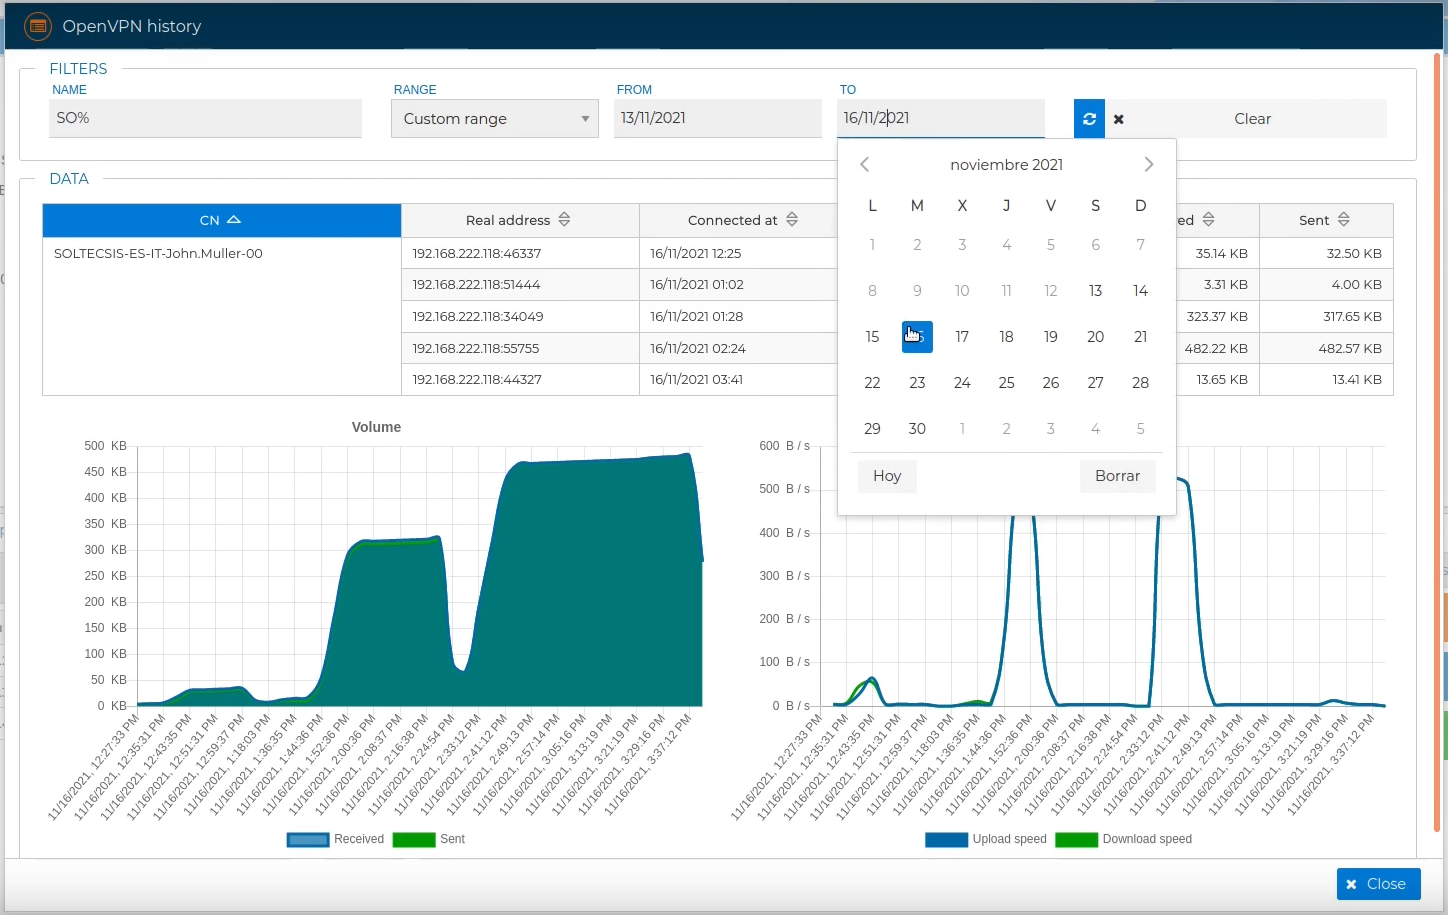 OpenVPN history
FILTERS
NAME RANGE FROM TO
SO% Custom range 13/11/2021 16/11/2021 Clear
DATA
noviembre 2021
L M X J V S D
1 2 3 4 5 6 7
8 9 10 11 12 13 14
15 17 18 19 20 21
22 23 24 25 26 27 28
29 30 1 2 3 4 5
Hoy Borrar
CN Real address Connected at Sent
SOLTECSIS-ES-IT-John.Muller-00 192.168.222.118:46337 16/11/2021 12:25 35.14 KB 32.50 KB
192.168.222.118:51444 16/11/2021 01:02 3.31 KB 4.00 KB
192.168.222.118:34049 16/11/2021 01:28 323.37 KB 317.65 KB
192.168.222.118:55755 16/11/2021 02:24 482.22 KB 482.57 KB
192.168.222.118:44327 16/11/2021 03:41 13.65 KB 13.41 KB
Volume
500 KB
450 KB
400 KB
350 KB
300 KB
250 KB
200 KB
150 KB
100 KB
50 KB
0 KB
11/16/2021, 12:27:33 PM
11/16/2021, 12:35:31 PM
11/16/2021, 12:43:35 PM
11/16/2021, 12:51:31 PM
11/16/2021, 12:59:37 PM
11/16/2021, 1:18:03 PM
11/16/2021, 1:36:35 PM
11/16/2021, 1:44:36 PM
11/16/2021, 1:52:36 PM
11/16/2021, 2:00:36 PM
11/16/2021, 2:08:37 PM
11/16/2021, 2:16:38 PM
11/16/2021, 2:24:54 PM
11/16/2021, 2:33:12 PM
11/16/2021, 2:41:12 PM
11/16/2021, 2:49:13 PM
11/16/2021, 2:57:14 PM
11/16/2021, 3:05:16 PM
11/16/2021, 3:13:19 PM
11/16/2021, 3:21:19 PM
11/16/2021, 3:29:16 PM
11/16/2021, 3:37:12 PM
Received Sent
600 B / s
500 B / s
400 B / s
300 B / s
200 B / s
100 B / s
0 B / s
11/16/2021, 12:27:33 PM
11/16/2021, 12:35:31 PM
11/16/2021, 12:43:35 PM
11/16/2021, 12:51:31 PM
11/16/2021, 12:59:37 PM
11/16/2021, 1:18:03 PM
11/16/2021, 1:36:35 PM
11/16/2021, 1:44:36 PM
11/16/2021, 1:52:36 PM
11/16/2021, 2:00:36 PM
11/16/2021, 2:08:37 PM
11/16/2021, 2:16:38 PM
11/16/2021, 2:24:54 PM
11/16/2021, 2:33:12 PM
11/16/2021, 2:41:12 PM
11/16/2021, 2:49:13 PM
11/16/2021, 2:57:14 PM
11/16/2021, 3:05:16 PM
11/16/2021, 3:13:19 PM
11/16/2021, 3:21:19 PM
11/16/2021, 3:29:16 PM
11/16/2021, 3:37:12 PM
Upload speed Download speed
Close